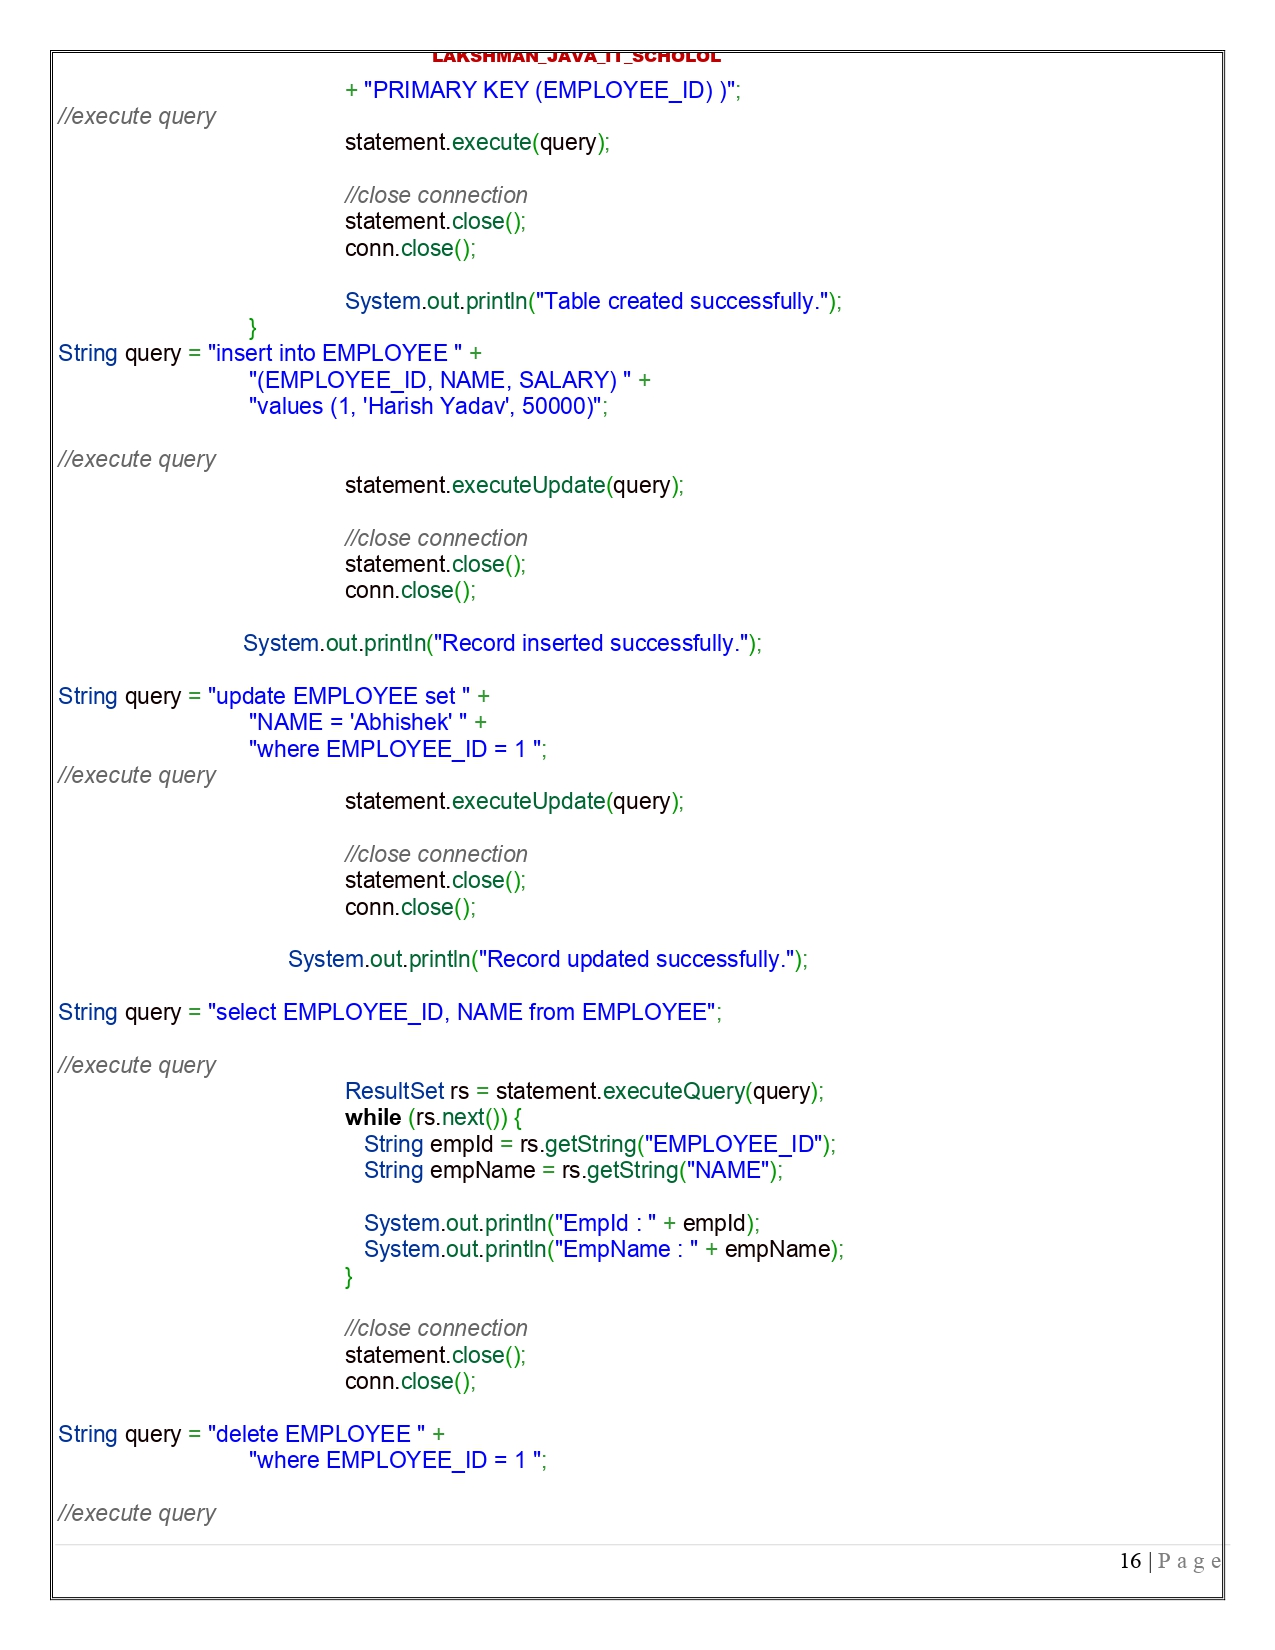 LAKSHMAN_JAVA_IT_SCHOLOL
+ "PRIMARY KEY (EMPLOYEE_ID) )";
//execute query
statement.execute(query);
//close connection
statement.close();
conn.close();
System.out.println("Table created successfully.");
}
String query = "insert into EMPLOYEE " +
"(EMPLOYEE_ID, NAME, SALARY) " +
"values (1, 'Harish Yadav', 50000)";
//execute query
statement.executeUpdate(query);
//close connection
statement.close();
conn.close();
System.out.println("Record inserted successfully.");
String query = "update EMPLOYEE set " +
"NAME = 'Abhishek' " +
"where EMPLOYEE_ID = 1 ";
//execute query
statement.executeUpdate(query);
//close connection
statement.close();
conn.close();
System.out.println("Record updated successfully.");
String query = "select EMPLOYEE_ID, NAME from EMPLOYEE";
//execute query
ResultSet rs = statement.executeQuery(query);
while (rs.next()) {
String empId = rs.getString("EMPLOYEE_ID");
String empName = rs.getString("NAME");
System.out.println("EmpId : " + empId);
System.out.println("EmpName : " + empName);
}
//close connection
statement.close();
conn.close();
String query = "delete EMPLOYEE " +
"where EMPLOYEE_ID = 1 ";
//execute query
16 | P a g e